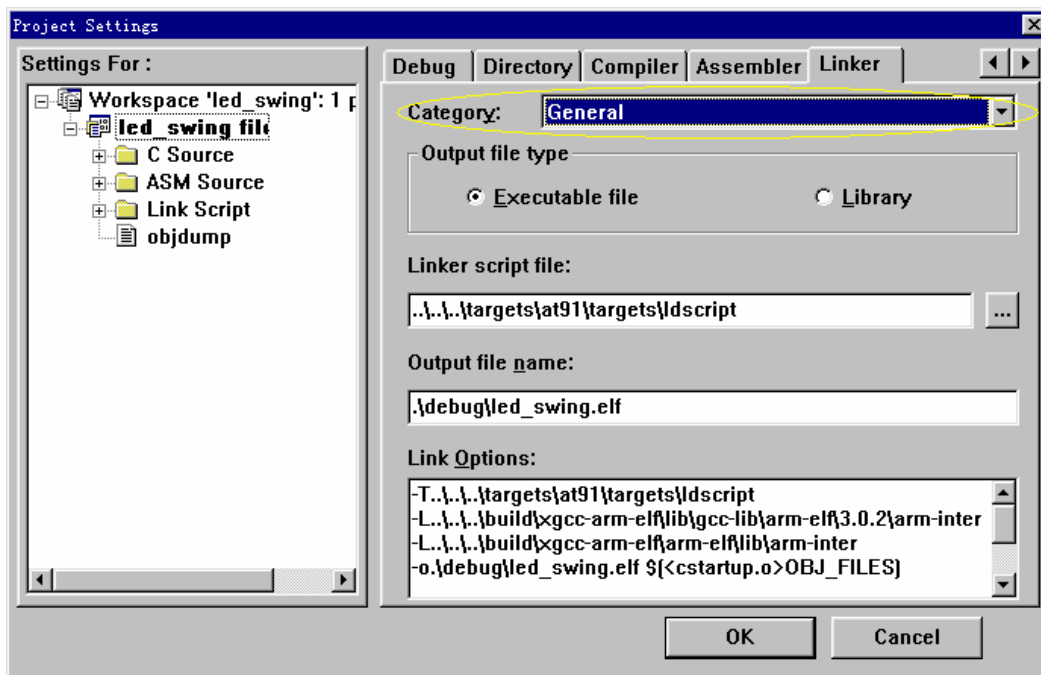 Project Settings
Settings For :
Workspace 'led_swing': 1 p
led_swing file
C Source
ASM Source
Link Script
objdump
Debug Directory Compiler Assembler Linker
Category: General
Output file type
Executable file Library
Linker script file:
..\..\..\targets\at91\targets\ldscript
...
Output file name:
.\debug\led_swing.elf
Link Options:
-T..\..\..\targets\at91\targets\ldscript
-L..\..\..\build\xgcc-arm-elf\lib\gcc-lib\arm-elf\3.0.2\arm-inter
-L..\..\..\build\xgcc-arm-elf\arm-elf\lib\arm-inter
-o.\debug\led_swing.elf $(<cstartup.o>OBJ_FILES)
OK Cancel